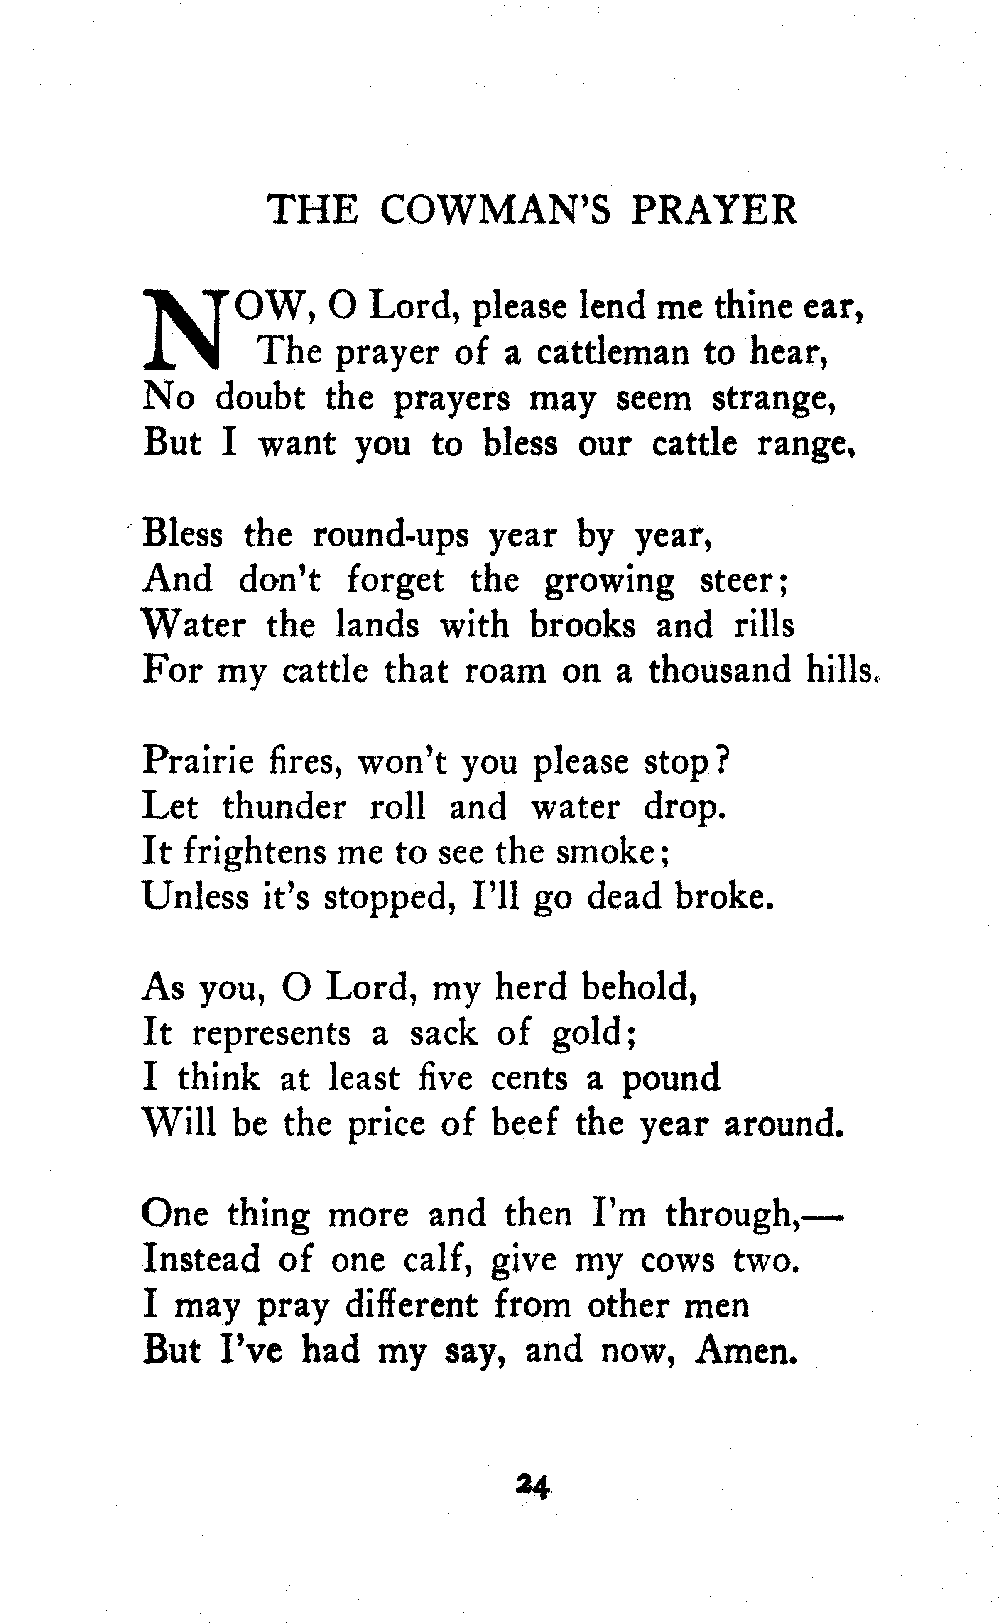 THE COWMAN'S PRAYER
NOW, O Lord, please lend me thine ear,
The prayer of a cattleman to hear,
No doubt the prayers may seem strange,
But I want you to bless our cattle range,
Bless the round-ups year by year,
And don't forget the growing steer;
Water the lands with brooks and rills
For my cattle that roam on a thousand hills.
Prairie fires, won't you please stop?
Let thunder roll and water drop.
It frightens me to see the smoke;
Unless it's stopped, I'll go dead broke.
As you, O Lord, my herd behold,
It represents a sack of gold;
I think at least five cents a pound
Will be the price of beef the year around.
One thing more and then I'm through,—
Instead of one calf, give my cows two.
I may pray different from other men
But I've had my say, and now, Amen.
24